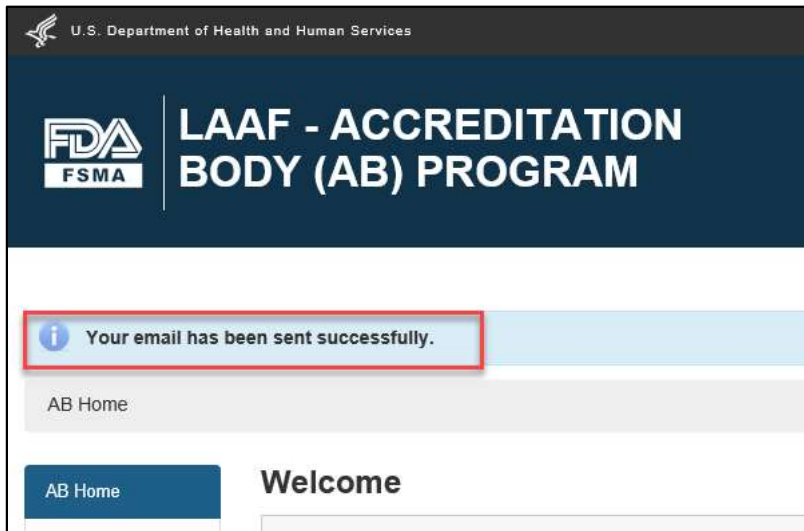 U.S. Department of Health and Human Services
FDA
FSMA
LAAF - ACCREDITATION
BODY (AB) PROGRAM
i
Your email has been sent successfully.
AB Home
AB Home
Welcome